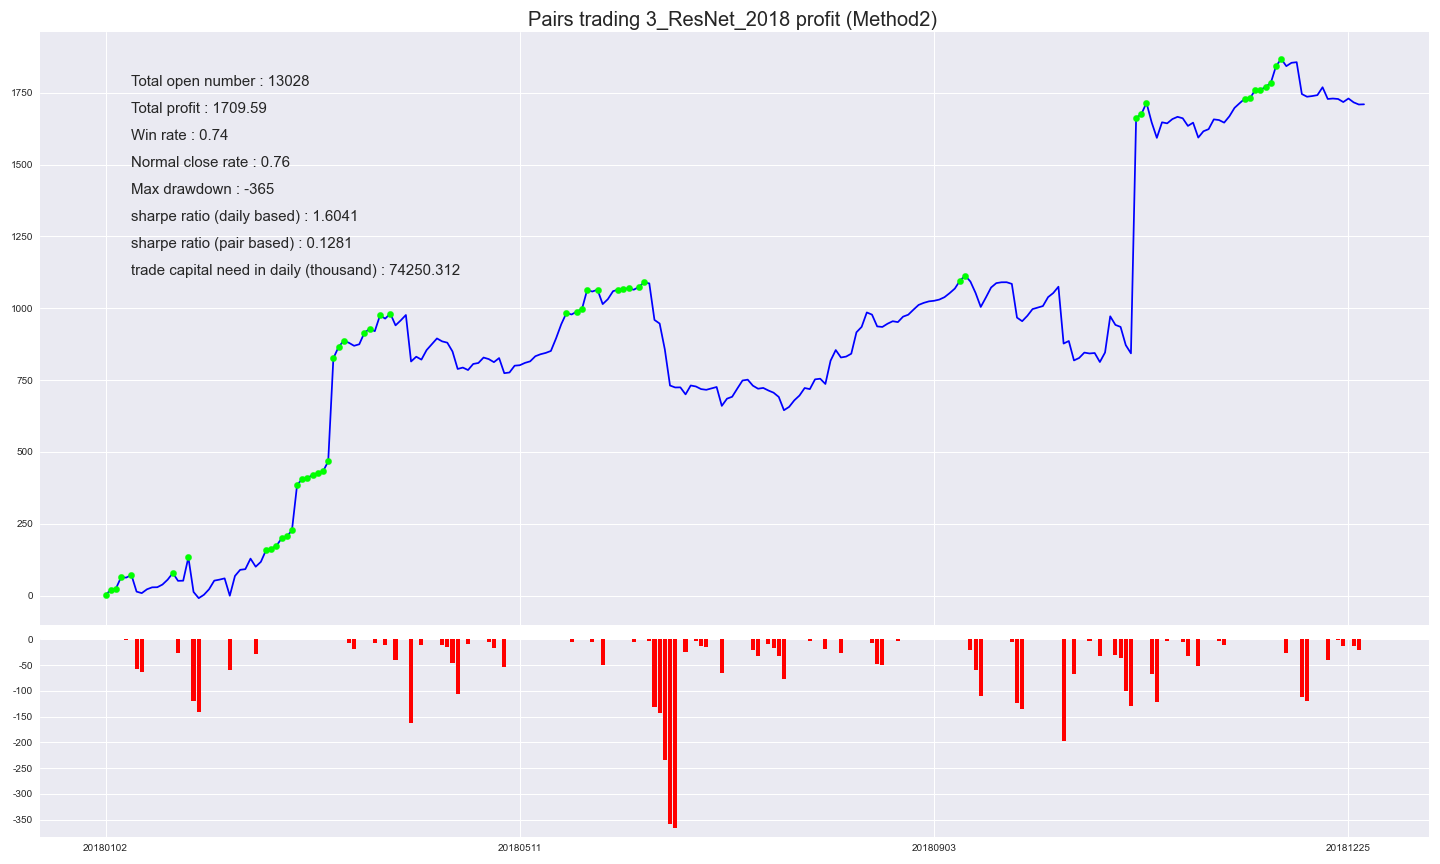 Pairs trading 3_ResNet_2018 profit (Method2)
Total open number : 13028
Total profit : 1709.59
Win rate : 0.74
Normal close rate : 0.76
Max drawdown : -365
sharpe ratio (daily based) : 1.6041
sharpe ratio (pair based) : 0.1281
trade capital need in daily (thousand) : 74250.312
1750
1500
1250
1000
750
500
250
0
0
-50
-100
-150
-200
-250
-300
-350
20180102 20180511 20180903 20181225